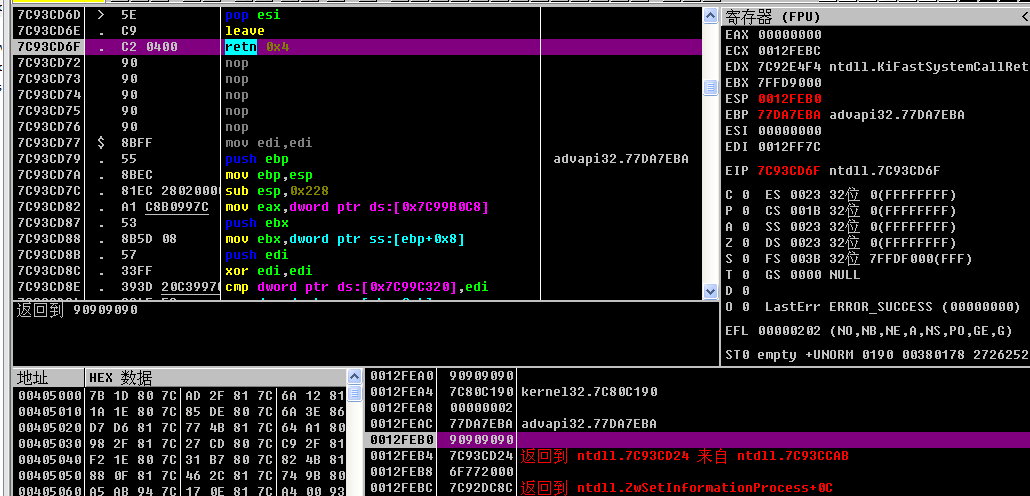 7C93CD6D > 5E pop esi
7C93CD6E . C9 leave
7C93CD6F . C2 0400 retn 0x4
7C93CD72 90 nop
7C93CD73 90 nop
7C93CD74 90 nop
7C93CD75 90 nop
7C93CD76 90 nop
7C93CD77 $ 8BFF mov edi,edi
7C93CD79 . 55 push ebp advapi32.77DA7EBA
7C93CD7A . 8BEC mov ebp,esp
7C93CD7C . 81EC 28020000 sub esp,0x228
7C93CD82 . A1 C8B0997C mov eax,dword ptr ds:[0x7C99B0C8]
7C93CD87 . 53 push ebx
7C93CD88 . 8B5D 08 mov ebx,dword ptr ss:[ebp+0x8]
7C93CD8B . 57 push edi
7C93CD8C . 33FF xor edi,edi
7C93CD8E . 393D 20C3997C cmp dword ptr ds:[0x7C99C320],edi
返回到 90909090
寄存器 (FPU) <
EAX 00000000
ECX 0012FEBC
EDX 7C92E4F4 ntdll.KiFastSystemCallRet
EBX 7FFD9000
ESP 0012FEB0
EBP 77DA7EBA advapi32.77DA7EBA
ESI 00000000
EDI 0012FF7C
EIP 7C93CD6F ntdll.7C93CD6F
C 0 ES 0023 32位 0(FFFFFFFF)
P 0 CS 001B 32位 0(FFFFFFFF)
A 0 SS 0023 32位 0(FFFFFFFF)
Z 0 DS 0023 32位 0(FFFFFFFF)
S 0 FS 003B 32位 7FFDF000(FFF)
T 0 GS 0000 NULL
D 0
O 0 LastErr ERROR_SUCCESS (00000000)
EFL 00000202 (NO,NB,NE,A,NS,PO,GE,G)
ST0 empty +UNORM 0190 00380178 2726252
地址 HEX 数据
00405000 7B 1D 80 7C AD 2F 81 7C 6A 12 81
00405010 1A 1E 80 7C 85 DE 80 7C 6A 3E 86
00405020 D7 D6 81 7C 77 4B 81 7C 64 A1 80
00405030 98 2F 81 7C 27 CD 80 7C C9 2F 81
00405040 F2 1E 80 7C 31 B7 80 7C 82 4B 81
00405050 88 0F 81 7C 46 2C 81 7C 74 9B 80
00405060 A5 AB 94 7C 17 0E 81 7C A4 00 93
0012FEA0 90909090
0012FEA4 7C80C190 kernel32.7C80C190
0012FEA8 00000002
0012FEAC 77DA7EBA advapi32.77DA7EBA
0012FEB0 90909090
0012FEB4 7C93CD24 返回到 ntdll.7C93CD24 来自 ntdll.7C93CCAB
0012FEB8 6F772000
0012FEBC 7C92DC8C 返回到 ntdll.ZwSetInformationProcess+0C